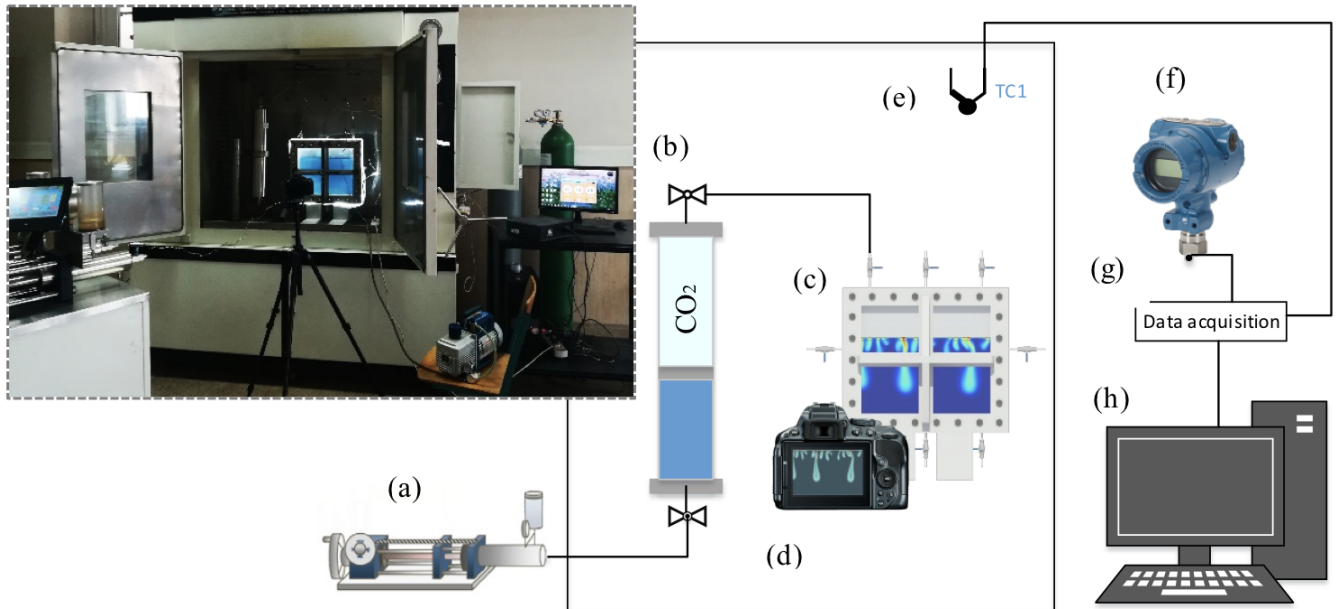 (e)
TC1
(f)
(b)
CO₂
(c)
(g)
Data acquisition
(h)
(a)
(d)